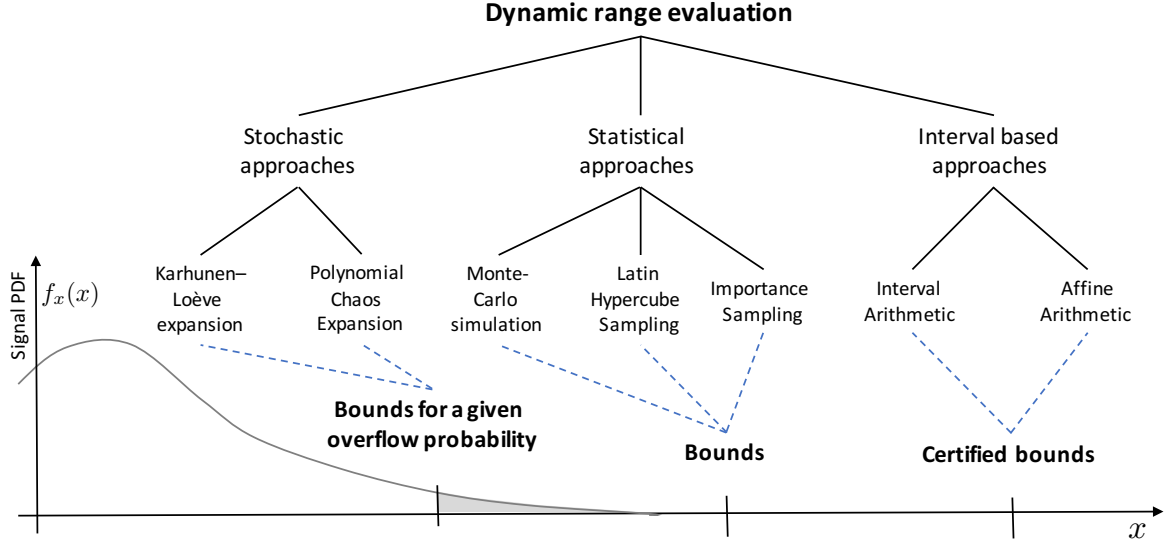 Dynamic range evaluation
Stochastic
approaches
Statistical
approaches
Interval based
approaches
Karhunen–
Loève
expansion
Polynomial
Chaos
Expansion
Monte-
Carlo
simulation
Latin
Hypercube
Sampling
Importance
Sampling
Interval
Arithmetic
Affine
Arithmetic
Signal PDF
f_x(x)
Bounds for a given
overflow probability
Bounds
Certified bounds
x